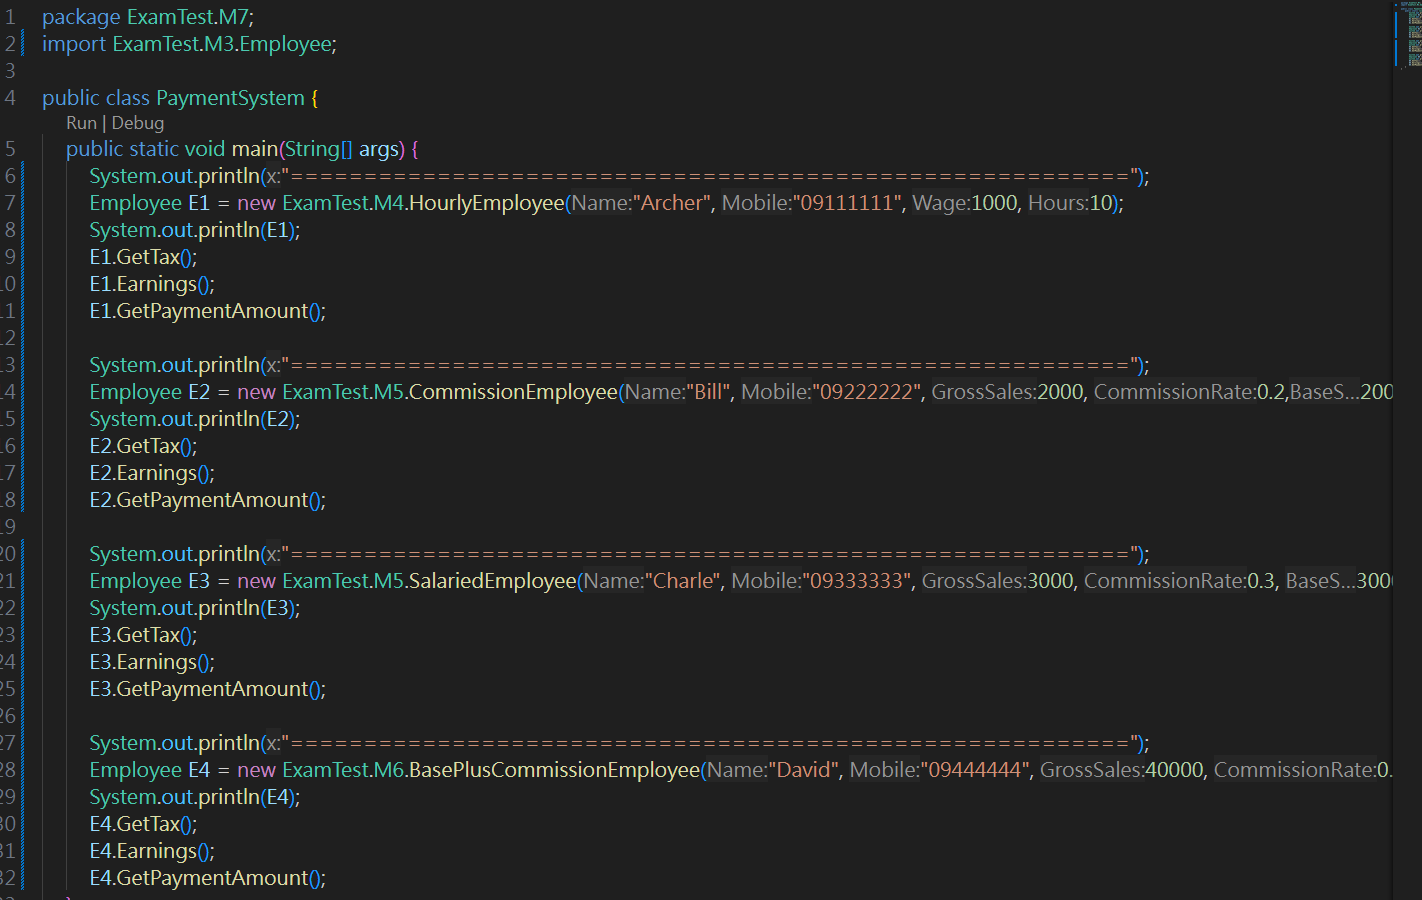 1 package ExamTest.M7;
2 import ExamTest.M3.Employee;
3
4 public class PaymentSystem {
Run | Debug
5 public static void main(String[] args) {
6 System.out.println(x:"=========================================================");
7 Employee E1 = new ExamTest.M4.HourlyEmployee(Name:"Archer", Mobile:"09111111", Wage:1000, Hours:10);
8 System.out.println(E1);
9 E1.GetTax();
10 E1.Earnings();
11 E1.GetPaymentAmount();
12
13 System.out.println(x:"=========================================================");
14 Employee E2 = new ExamTest.M5.CommissionEmployee(Name:"Bill", Mobile:"09222222", GrossSales:2000, CommissionRate:0.2,BaseS...200
15 System.out.println(E2);
16 E2.GetTax();
17 E2.Earnings();
18 E2.GetPaymentAmount();
19
20 System.out.println(x:"=========================================================");
21 Employee E3 = new ExamTest.M5.SalariedEmployee(Name:"Charle", Mobile:"09333333", GrossSales:3000, CommissionRate:0.3, BaseS...300
22 System.out.println(E3);
23 E3.GetTax();
24 E3.Earnings();
25 E3.GetPaymentAmount();
26
27 System.out.println(x:"=========================================================");
28 Employee E4 = new ExamTest.M6.BasePlusCommissionEmployee(Name:"David", Mobile:"09444444", GrossSales:40000, CommissionRate:0.
29 System.out.println(E4);
30 E4.GetTax();
31 E4.Earnings();
32 E4.GetPaymentAmount();